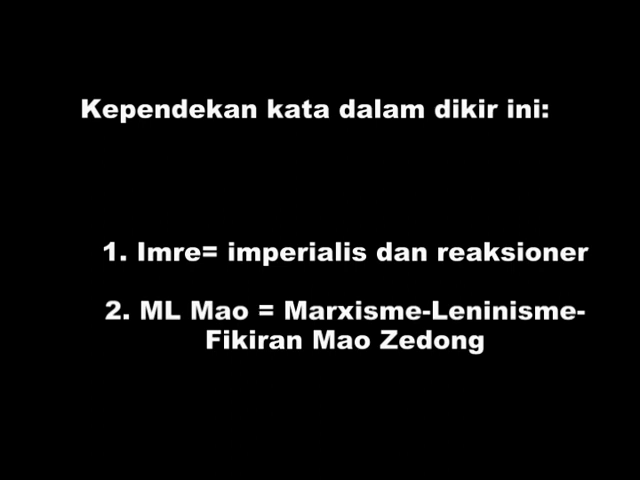 Kependekan kata dalam dikir ini:
1. Imre= imperialis dan reaksioner
2. ML Mao = Marxisme-Leninisme-
Fikiran Mao Zedong